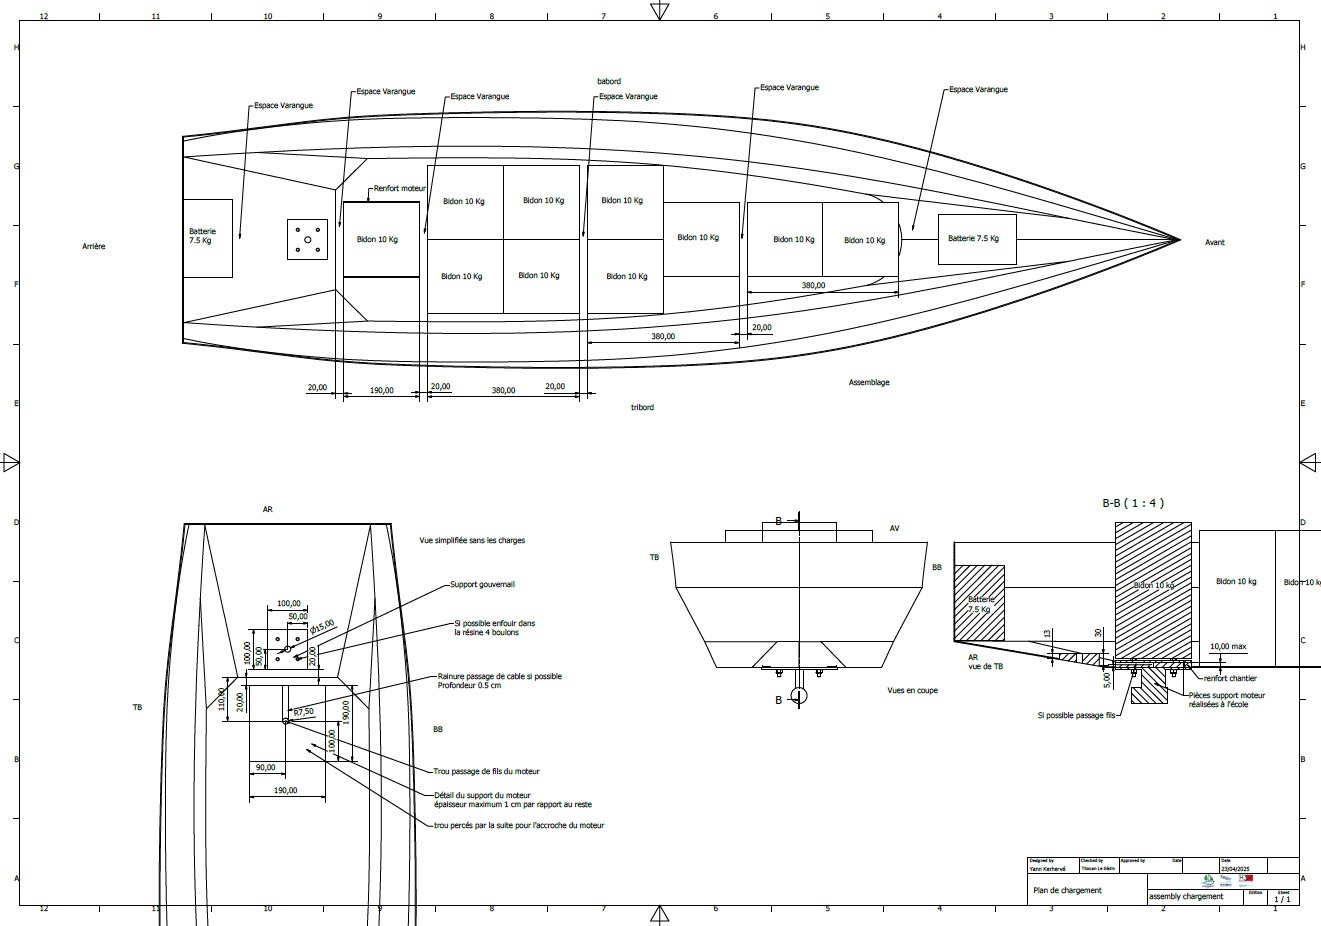 12 11 10 9 8 7 6 5 4 3 2 1
H H
babord
Espace Varangue
Espace Varangue
Espace Varangue
Espace Varangue
Espace Varangue
Espace Varangue
G G
Renfort moteur
Bidon 10 Kg
Bidon 10 Kg
Bidon 10 Kg
Batterie
7.5 Kg
Bidon 10 Kg
Bidon 10 Kg
Bidon 10 Kg
Bidon 10 Kg
Batterie 7.5 Kg
Arrière
Avant
Bidon 10 Kg
Bidon 10 Kg
Bidon 10 Kg
F F
380,00
20,00
380,00
20,00
190,00
20,00
380,00
20,00
Assemblage
E E
tribord
AR
Vue simplifiée sans les charges
D D
Support gouvernail
100,00
50,00
Ø15,00
Si possible enfouir dans
la résine 4 boulons
C C
100,00
50,00
20,00
Rainure passage de cable si possible
Profondeur 0.5 cm
110,00
20,00
R7,50
190,00
100,00
TB
BB
90,00
190,00
Trou passage de fils du moteur
Détail du support du moteur
épaisseur maximum 1 cm par rapport au reste
trou percés par la suite pour l'accroche du moteur
B B
B
AV
TB
BB
B
Vues en coupe
B-B ( 1 : 4 )
Batterie
7.5 Kg
Bidon 10 kg
Bidon 10 kg
Bidon 10 kg
13
30
10,00 max
AR
vue de TB
5,00
renfort chantier
Pièces support moteur
réalisées à l'école
Si possible passage fils
A A
Designed by
Yann Kerhervé
Checked by
Titouan Le Glatin
Approved by
Date
Date
23/04/2025
Plan de chargement
assembly chargement
Edition
Sheet
1 / 1
12 11 10 9 8 7 6 5 4 3 2 1